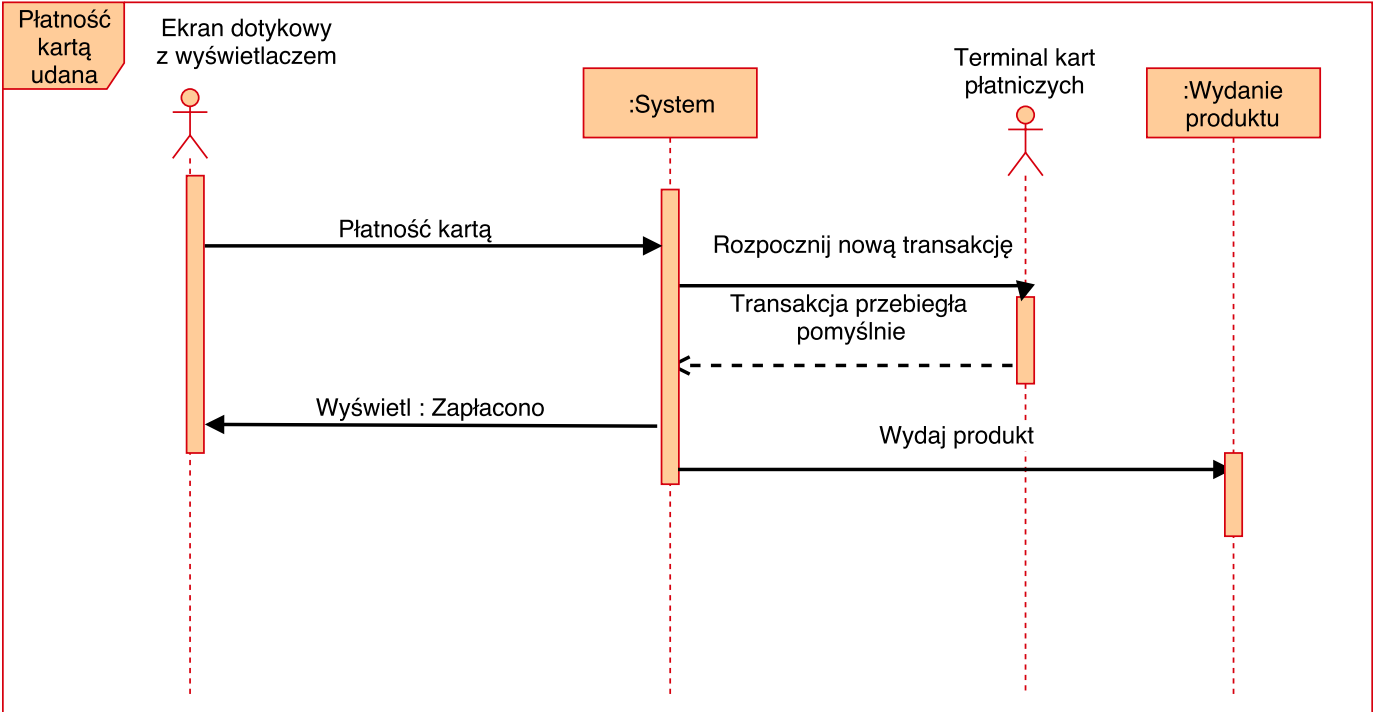 Płatność
kartą
udana
Ekran dotykowy
z wyświetlaczem
:System
Terminal kart
płatniczych
:Wydanie
produktu
Płatność kartą
Rozpocznij nową transakcję
Transakcja przebiegła
pomyślnie
Wyświetl : Zapłacono
Wydaj produkt